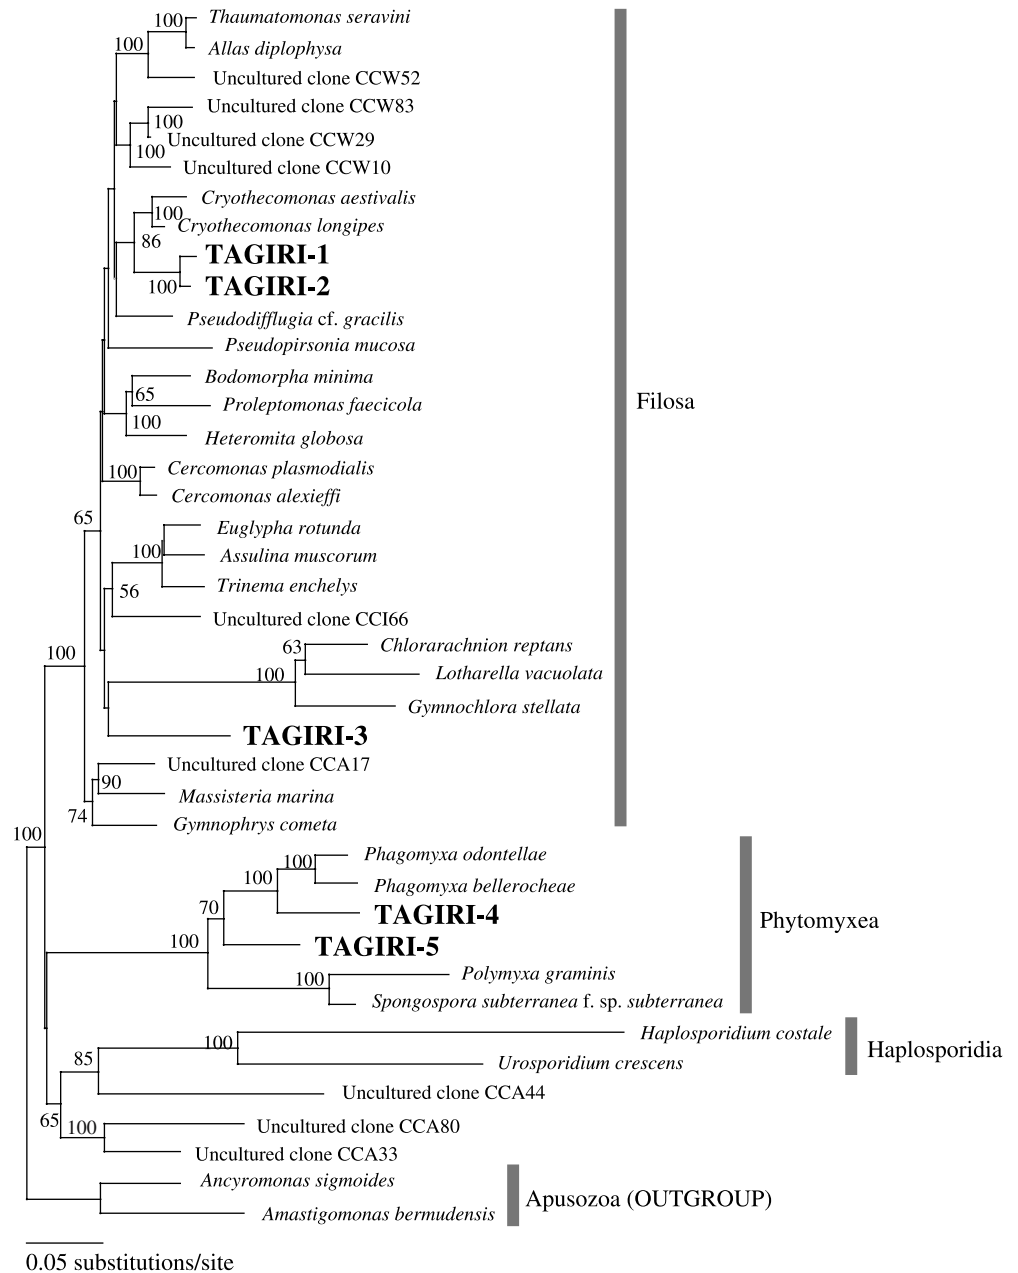 100 Thaumatomonas seravini
100 Allas diplophysa
Uncultured clone CCW52
Uncultured clone CCW83
100
Uncultured clone CCW29
100
Uncultured clone CCW10
Cryothecomonas aestivalis
100
Cryothecomonas longipes
86
TAGIRI-1
100 TAGIRI-2
Pseudodifflugia cf. gracilis
Pseudopirsonia mucosa
Bodomorpha minima
65
Proleptomonas faecicola
Filosa
100
Heteromita globosa
100 Cercomonas plasmodialis
Cercomonas alexieffi
65
Euglypha rotunda
100 Assulina muscorum
56 Trinema enchelys
Uncultured clone CCI66
63 Chlorarachnion reptans
100
100 Lotharella vacuolata
Gymnochlora stellata
TAGIRI-3
Uncultured clone CCA17
90
Massisteria marina
74
Gymnophrys cometa
100
Phagomyxa odontellae
100
100 Phagomyxa bellerocheae
70 TAGIRI-4
Phytomyxea
100 TAGIRI-5
100 Polymyxa graminis
Spongospora subterranea f. sp. subterranea
Haplosporidium costale
100
Haplosporidia
85 Urosporidium crescens
Uncultured clone CCA44
65 100 Uncultured clone CCA80
Uncultured clone CCA33
Ancyromonas sigmoides
Apusozoa (OUTGROUP)
Amastigomonas bermudensis
0.05 substitutions/site